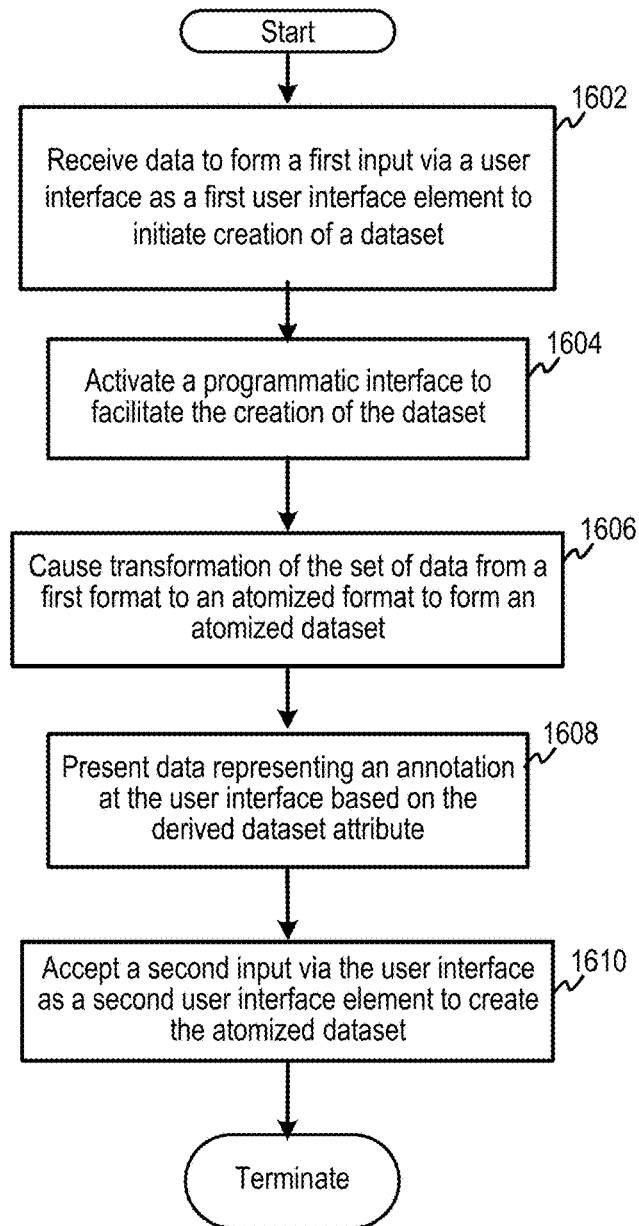 Start
1602
Receive data to form a first input via a user
interface as a first user interface element to
initiate creation of a dataset
1604
Activate a programmatic interface to
facilitate the creation of the dataset
1606
Cause transformation of the set of data from a
first format to an atomized format to form an
atomized dataset
1608
Present data representing an annotation
at the user interface based on the
derived dataset attribute
1610
Accept a second input via the user interface
as a second user interface element to create
the atomized dataset
Terminate